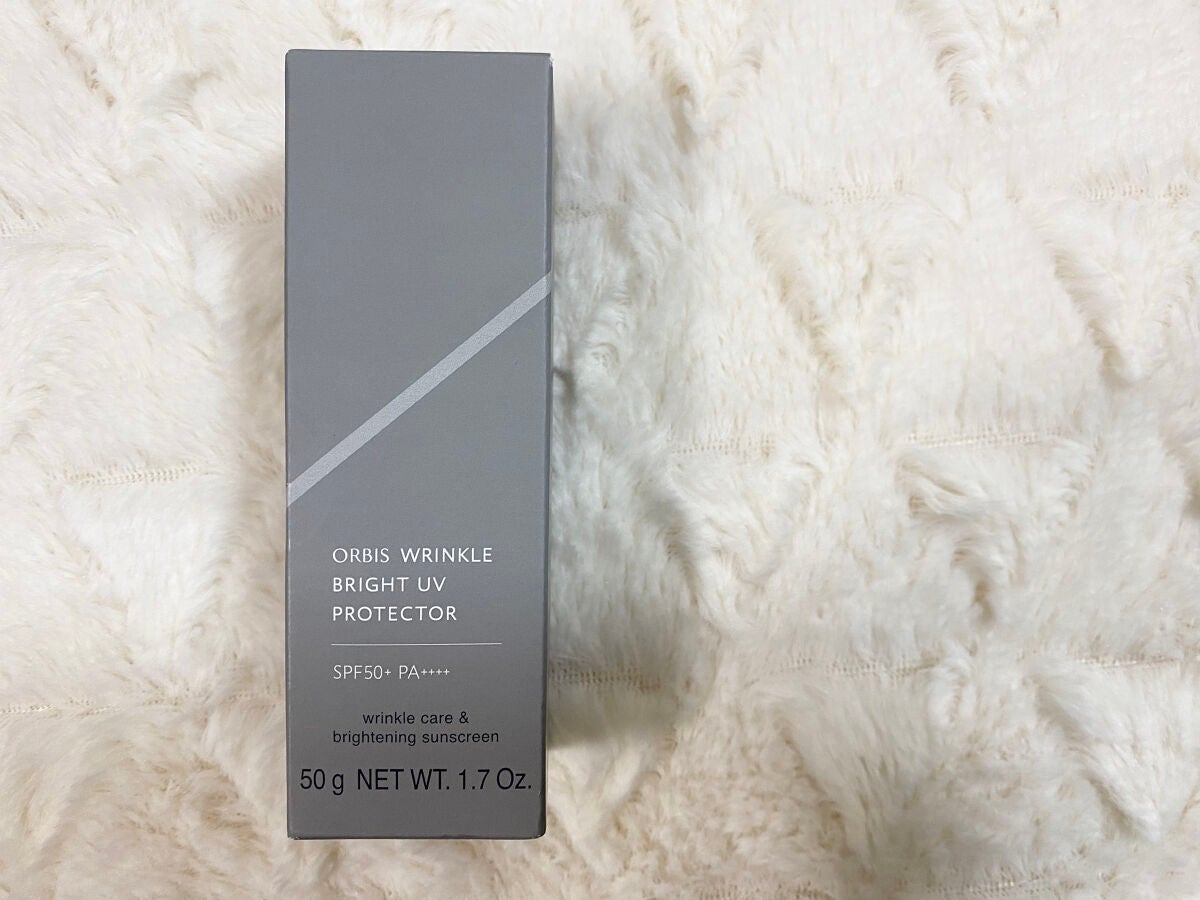 ORBIS WRINKLE
BRIGHT UV
PROTECTOR
SPF50+ PA++++
wrinkle care &
brightening sunscreen
50 g NET WT. 1.7 Oz.